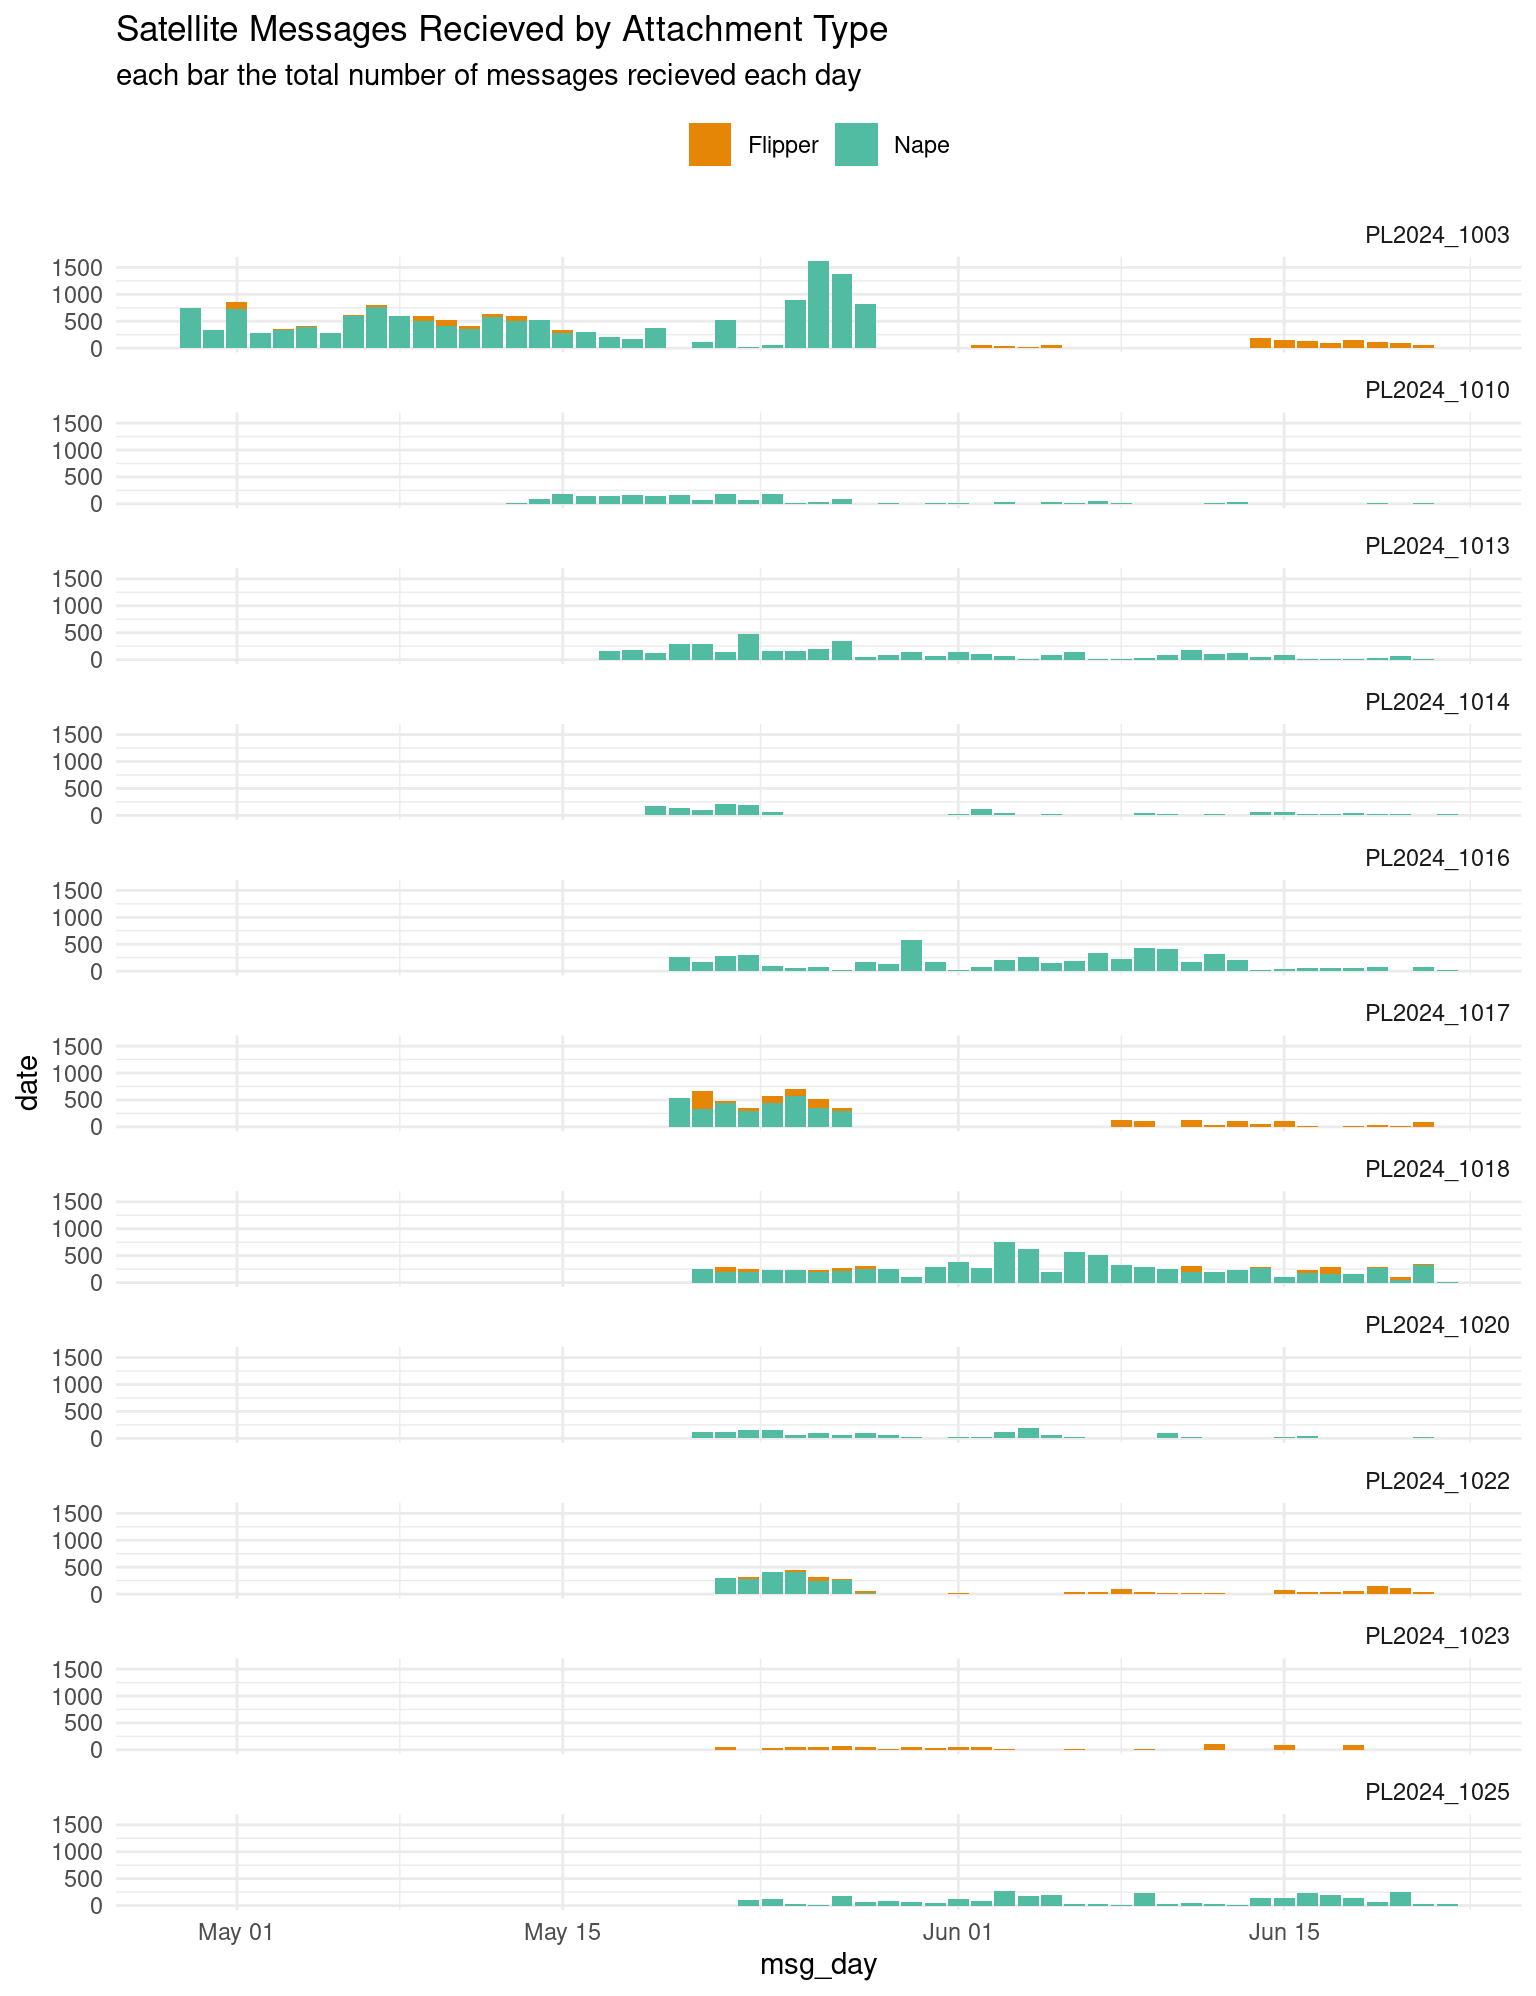 Satellite Messages Recieved by Attachment Type
each bar the total number of messages recieved each day
Flipper Nape
PL2024_1003
1500
1000
500
0
PL2024_1010
1500
1000
500
0
PL2024_1013
1500
1000
500
0
PL2024_1014
1500
1000
500
0
PL2024_1016
1500
1000
500
0
PL2024_1017
1500
1000
500
0
date
PL2024_1018
1500
1000
500
0
PL2024_1020
1500
1000
500
0
PL2024_1022
1500
1000
500
0
PL2024_1023
1500
1000
500
0
PL2024_1025
1500
1000
500
0
May 01 May 15 Jun 01 Jun 15
msg_day